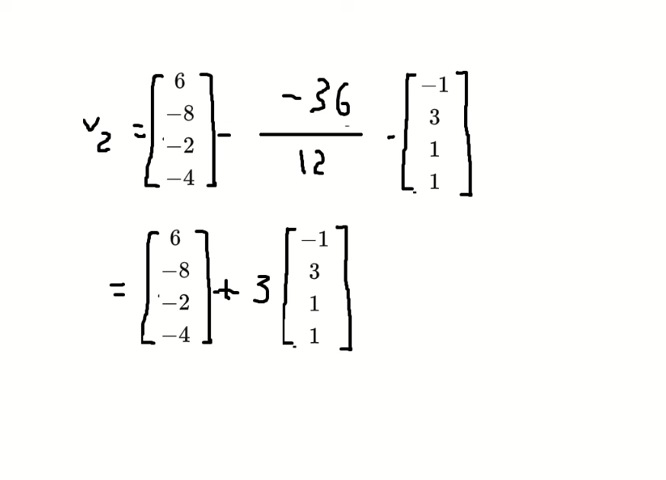 v₂ = [6 −8 −2 −4] − −36/12 - [−1 3 1 1]
= [6 −8 −2 −4] + 3 [−1 3 1 1]